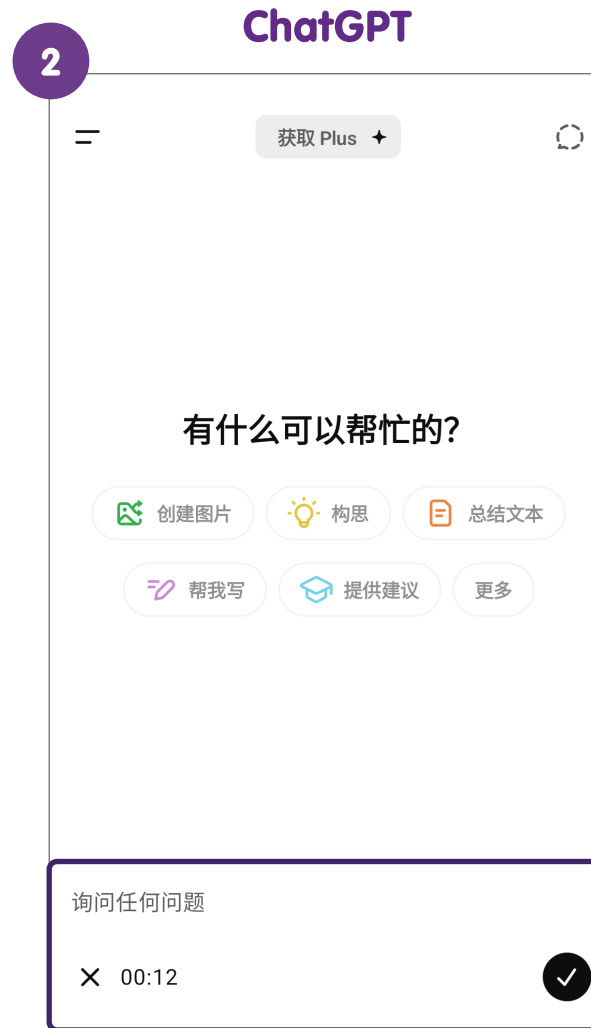 ChatGPT
2
获取 Plus
有什么可以帮忙的？
创建图片 构思 总结文本
帮我写 提供建议 更多
询问任何问题
00:12